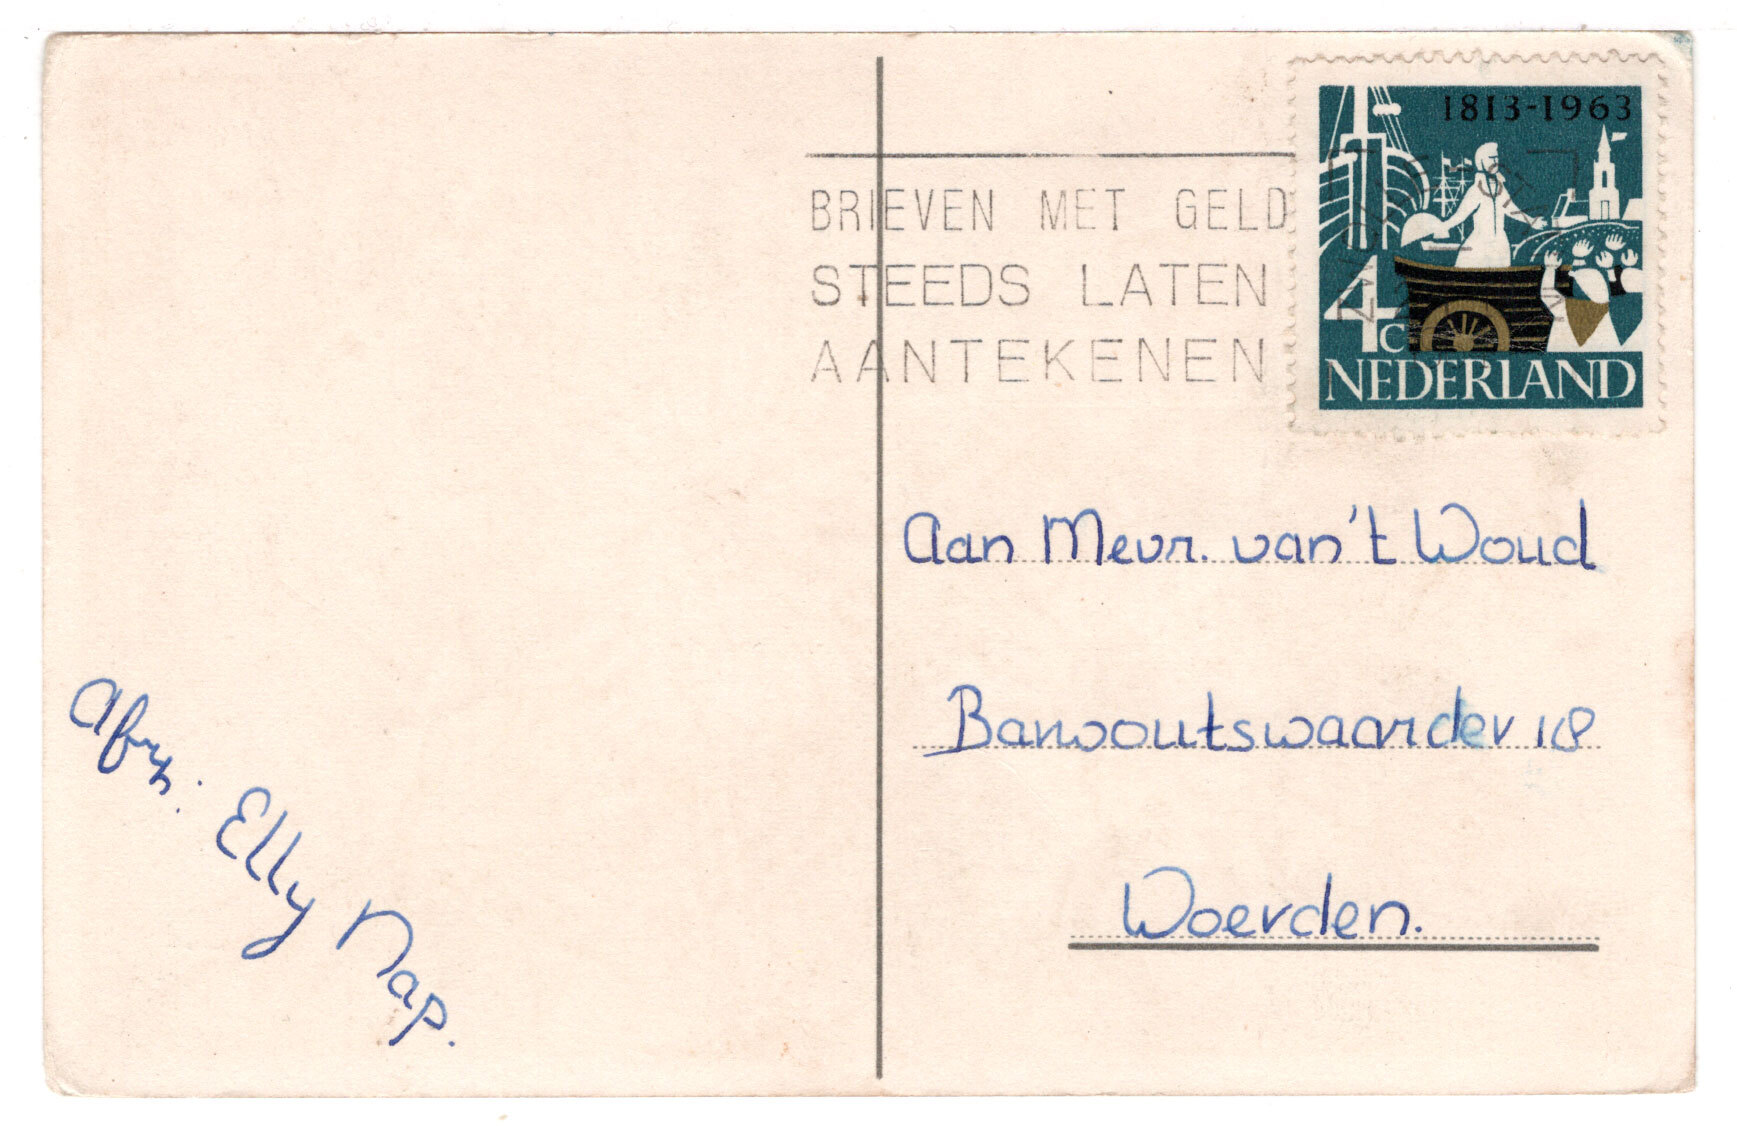 1813-1963
BRIEVEN MET GELD
STEEDS LATEN
AANTEKENEN
4c
NEDERLAND
Aan Mevr. van't Woud
Barwoutswaarder 18
Woerden.
Afz.: Elly Nap.